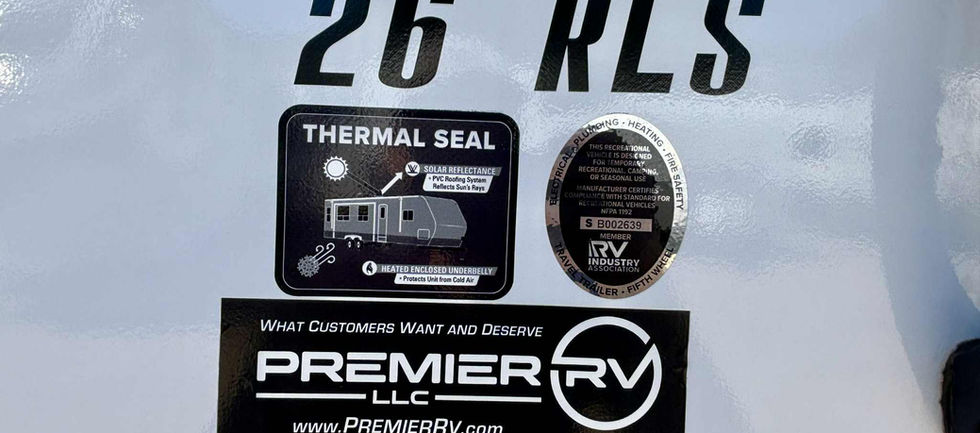 26 RLS
THERMAL SEAL
SOLAR REFLECTANCE
• PVC Roofing System
Reflects Sun's Rays
HEATED ENCLOSED UNDERBELLY
• Protects Unit from Cold Air
ELECTRICAL • PLUMBING • HEATING • FIRE SAFETY
THIS RECREATIONAL
VEHICLE IS DESIGNED
FOR TEMPORARY
RECREATIONAL, CAMPING,
OR SEASONAL USE
MANUFACTURER CERTIFIES
COMPLIANCE WITH STANDARD FOR
RECREATIONAL VEHICLES
NFPA 1192
S B002639
MEMBER
RV
INDUSTRY
ASSOCIATION
TRAVEL TRAILER • FIFTH WHEEL
WHAT CUSTOMERS WANT AND DESERVE
PREMIER RV
LLC
www.PREMIERRV.com